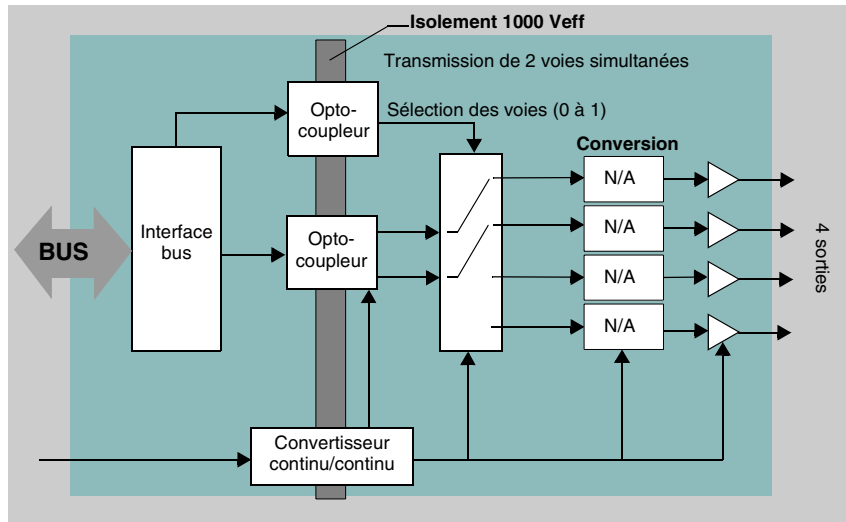 Isolement 1000 Veff
Transmission de 2 voies simultanées
Opto-
coupleur
Sélection des voies (0 à 1)
Conversion
N/A
N/A
N/A
N/A
BUS
Interface
bus
Opto-
coupleur
4 sorties
Convertisseur
continu/continu